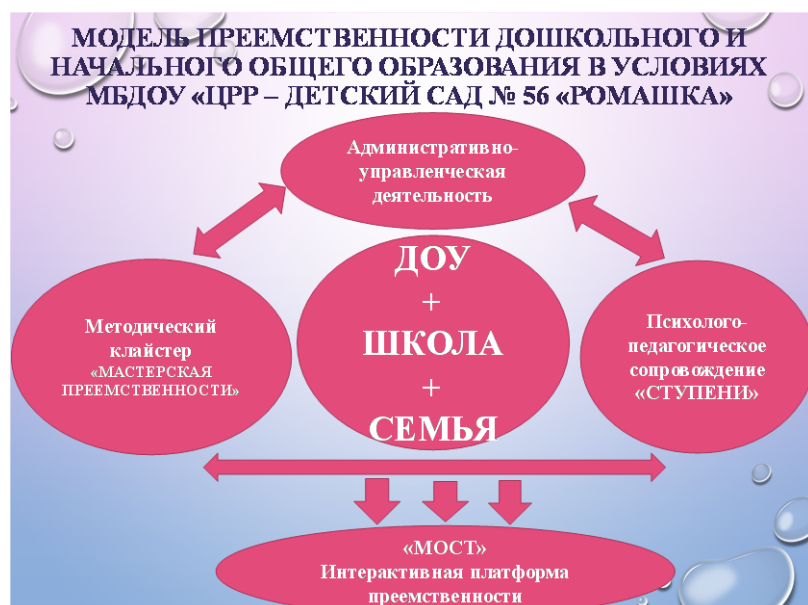 МОДЕЛЬ ПРЕЕМСТВЕННОСТИ ДОШКОЛЬНОГО И
НАЧАЛЬНОГО ОБЩЕГО ОБРАЗОВАНИЯ В УСЛОВИЯХ
МБДОУ «ЦРР – ДЕТСКИЙ САД № 56 «РОМАШКА»
Административно-
управленческая
деятельность
Методический
клайстер
«МАСТЕРСКАЯ
ПРЕЕМСТВЕННОСТИ»
ДОУ
+
ШКОЛА
+
СЕМЬЯ
Психолого-
педагогическое
сопровождение
«СТУПЕНИ»
«МОСТ»
Интерактивная платформа
преемственности